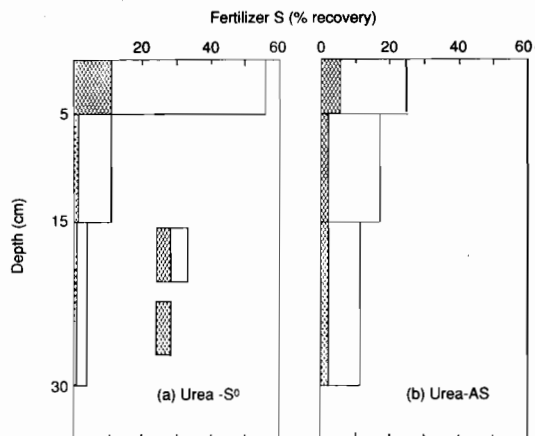 Fertilizer S (% recovery)
20 40 60
0 20 40 60
5
15
30
Depth (cm)
(a) Urea -S⁰
(b) Urea-AS